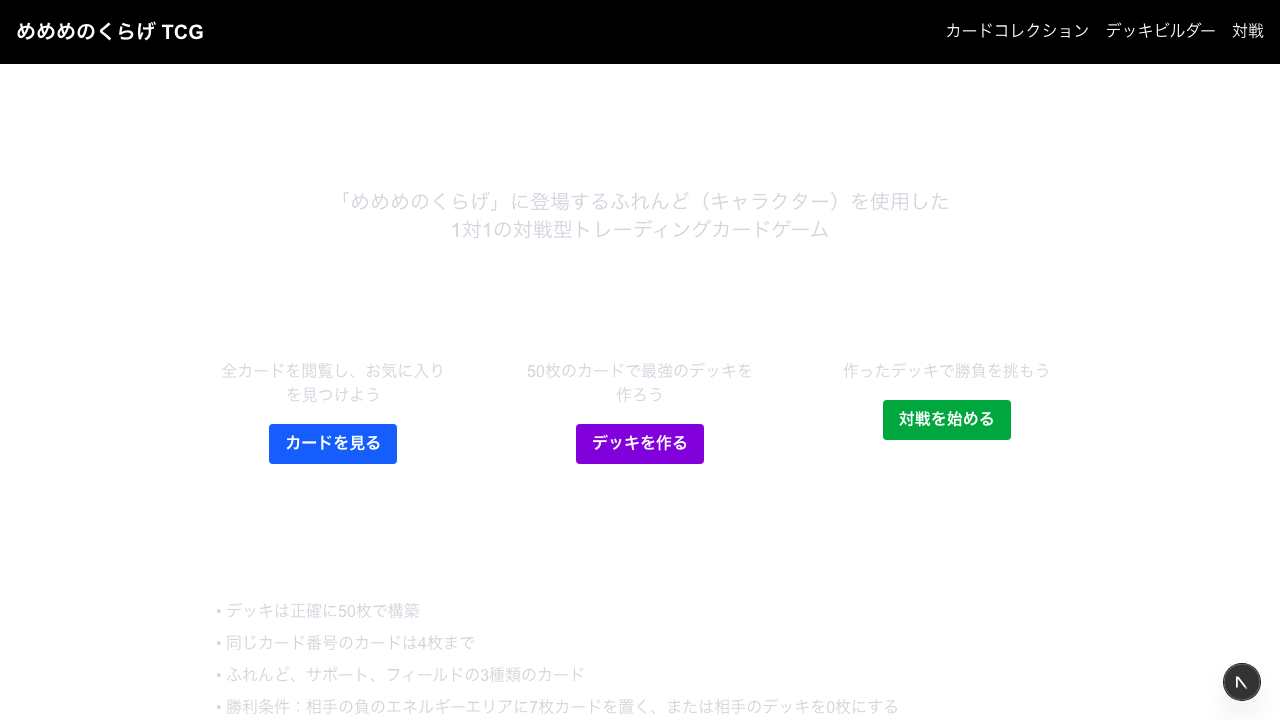 めめめのくらげ TCG
カードコレクション デッキビルダー 対戦
「めめめのくらげ」に登場するふれんど（キャラクター）を使用した
1対1の対戦型トレーディングカードゲーム
全カードを閲覧し、お気に入り
を見つけよう
カードを見る
50枚のカードで最強のデッキを
作ろう
デッキを作る
作ったデッキで勝負を挑もう
対戦を始める
• デッキは正確に50枚で構築
• 同じカード番号のカードは4枚まで
• ふれんど、サポート、フィールドの3種類のカード
• 勝利条件：相手の負のエネルギーエリアに7枚カードを置く、または相手のデッキを0枚にする